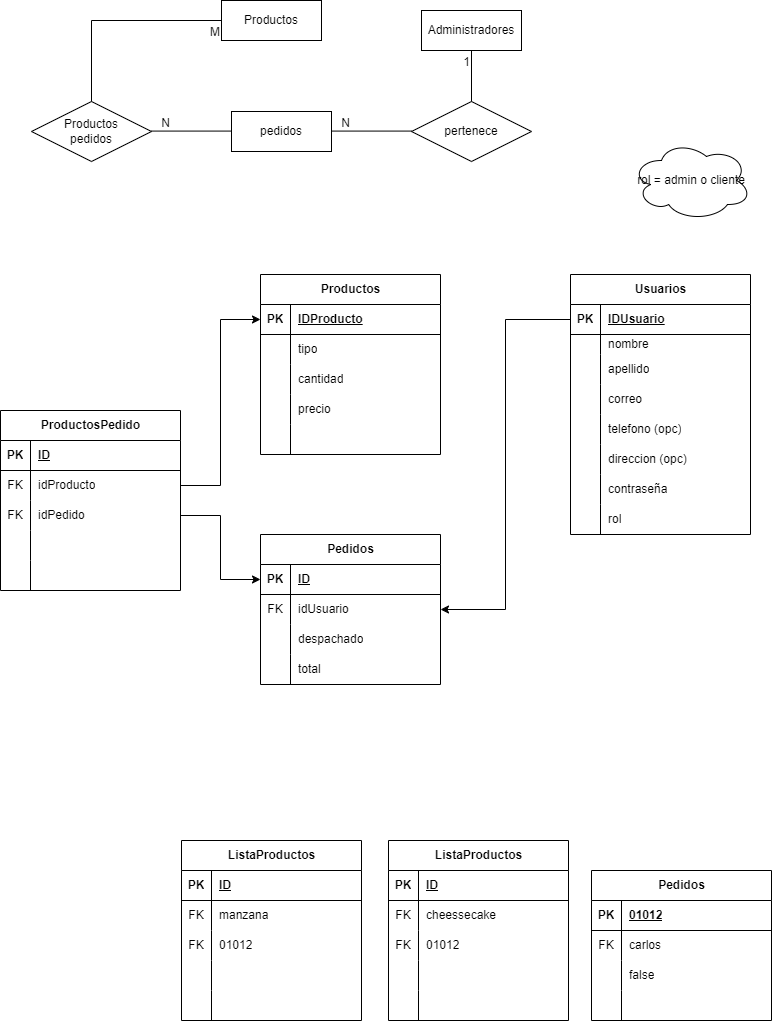 Productos
M
Administradores
1
Productos
pedidos
N
pedidos
N
pertenece
rol = admin o cliente
Productos
PK IDProducto
tipo
cantidad
precio
Usuarios
PK IDUsuario
nombre
apellido
correo
telefono (opc)
direccion (opc)
contraseña
rol
ProductosPedido
PK ID
FK idProducto
FK idPedido
Pedidos
PK ID
FK idUsuario
despachado
total
ListaProductos
PK ID
FK manzana
FK 01012
ListaProductos
PK ID
FK cheessecake
FK 01012
Pedidos
PK 01012
FK carlos
false